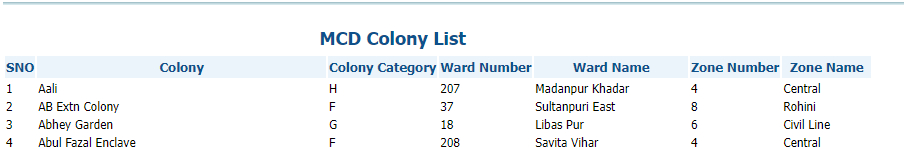 MCD Colony List
SNO Colony Colony Category Ward Number Ward Name Zone Number Zone Name
1 Aali H 207 Madanpur Khadar 4 Central
2 AB Extn Colony F 37 Sultanpuri East 8 Rohini
3 Abhey Garden G 18 Libas Pur 6 Civil Line
4 Abul Fazal Enclave F 208 Savita Vihar 4 Central